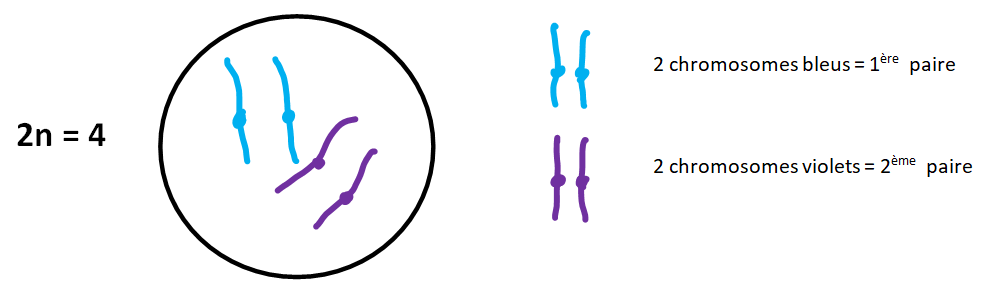 2n = 4
2 chromosomes bleus = 1ère paire
2 chromosomes violets = 2ème paire